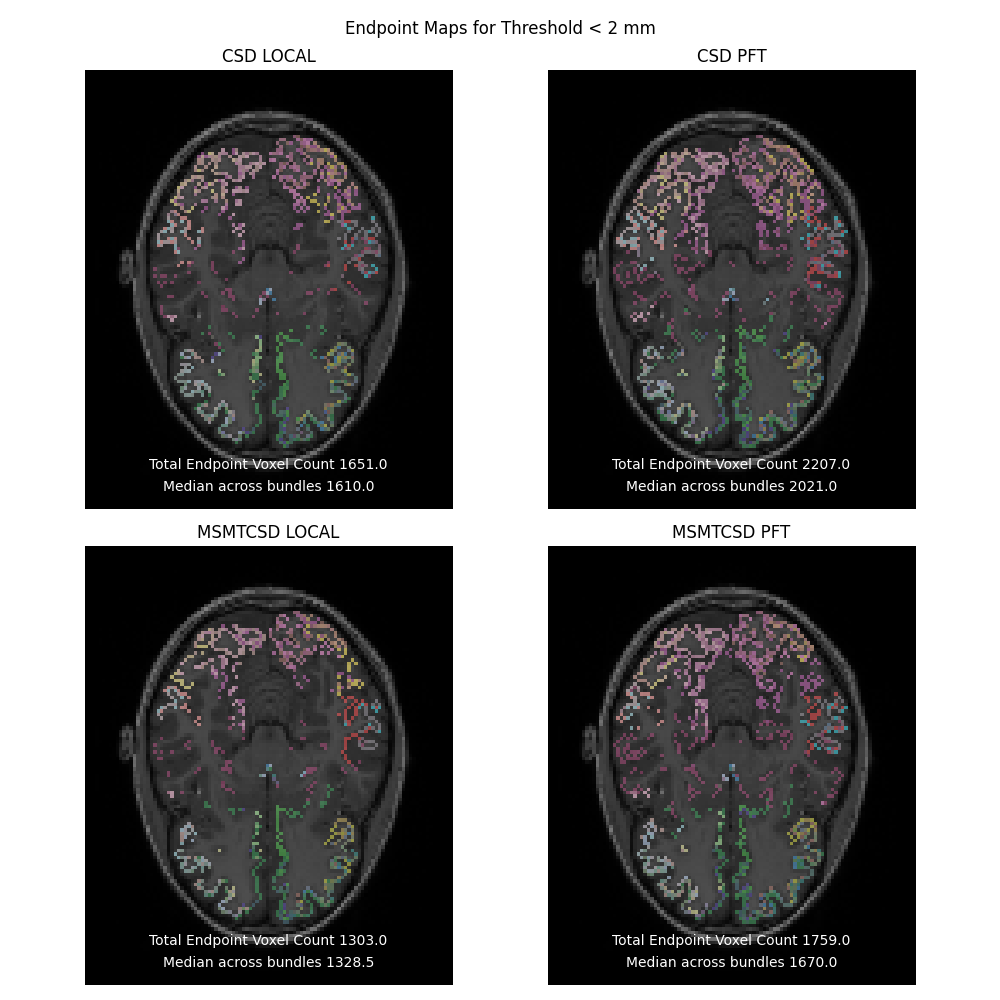 Endpoint Maps for Threshold < 2 mm
CSD LOCAL
CSD PFT
Total Endpoint Voxel Count 1651.0
Median across bundles 1610.0
Total Endpoint Voxel Count 2207.0
Median across bundles 2021.0
MSMTCSD LOCAL
MSMTCSD PFT
Total Endpoint Voxel Count 1303.0
Median across bundles 1328.5
Total Endpoint Voxel Count 1759.0
Median across bundles 1670.0